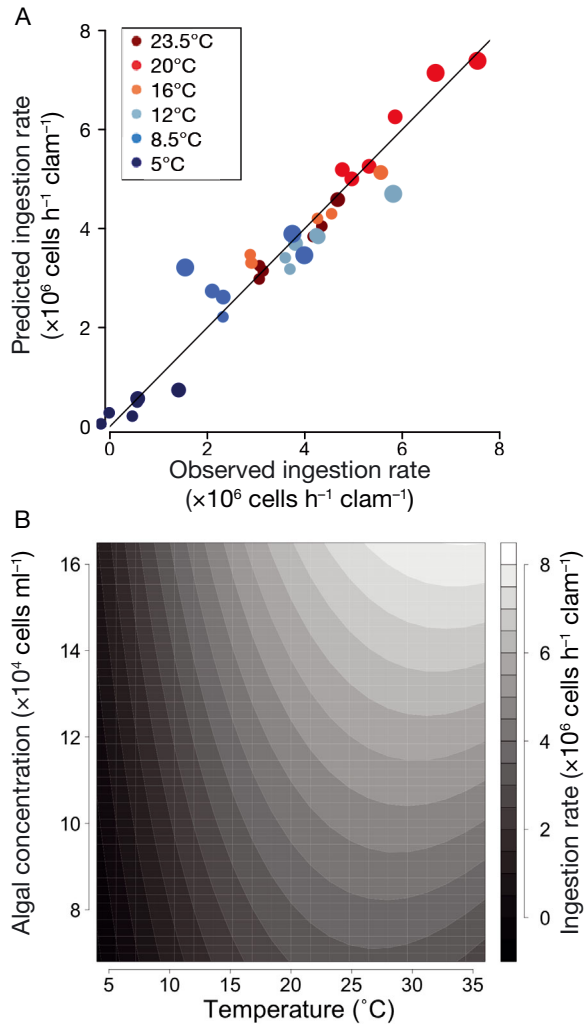 A
8
6
4
2
0
Predicted ingestion rate
(×10⁶ cells h⁻¹ clam⁻¹)
23.5°C
20°C
16°C
12°C
8.5°C
5°C
0 2 4 6 8
Observed ingestion rate
(×10⁶ cells h⁻¹ clam⁻¹)
B
16
14
12
10
8
Algal concentration (×10⁴ cells ml⁻¹)
5 10 15 20 25 30 35
Temperature (˚C)
8
6
4
2
0
Ingestion rate (×10⁶ cells h⁻¹ clam⁻¹)